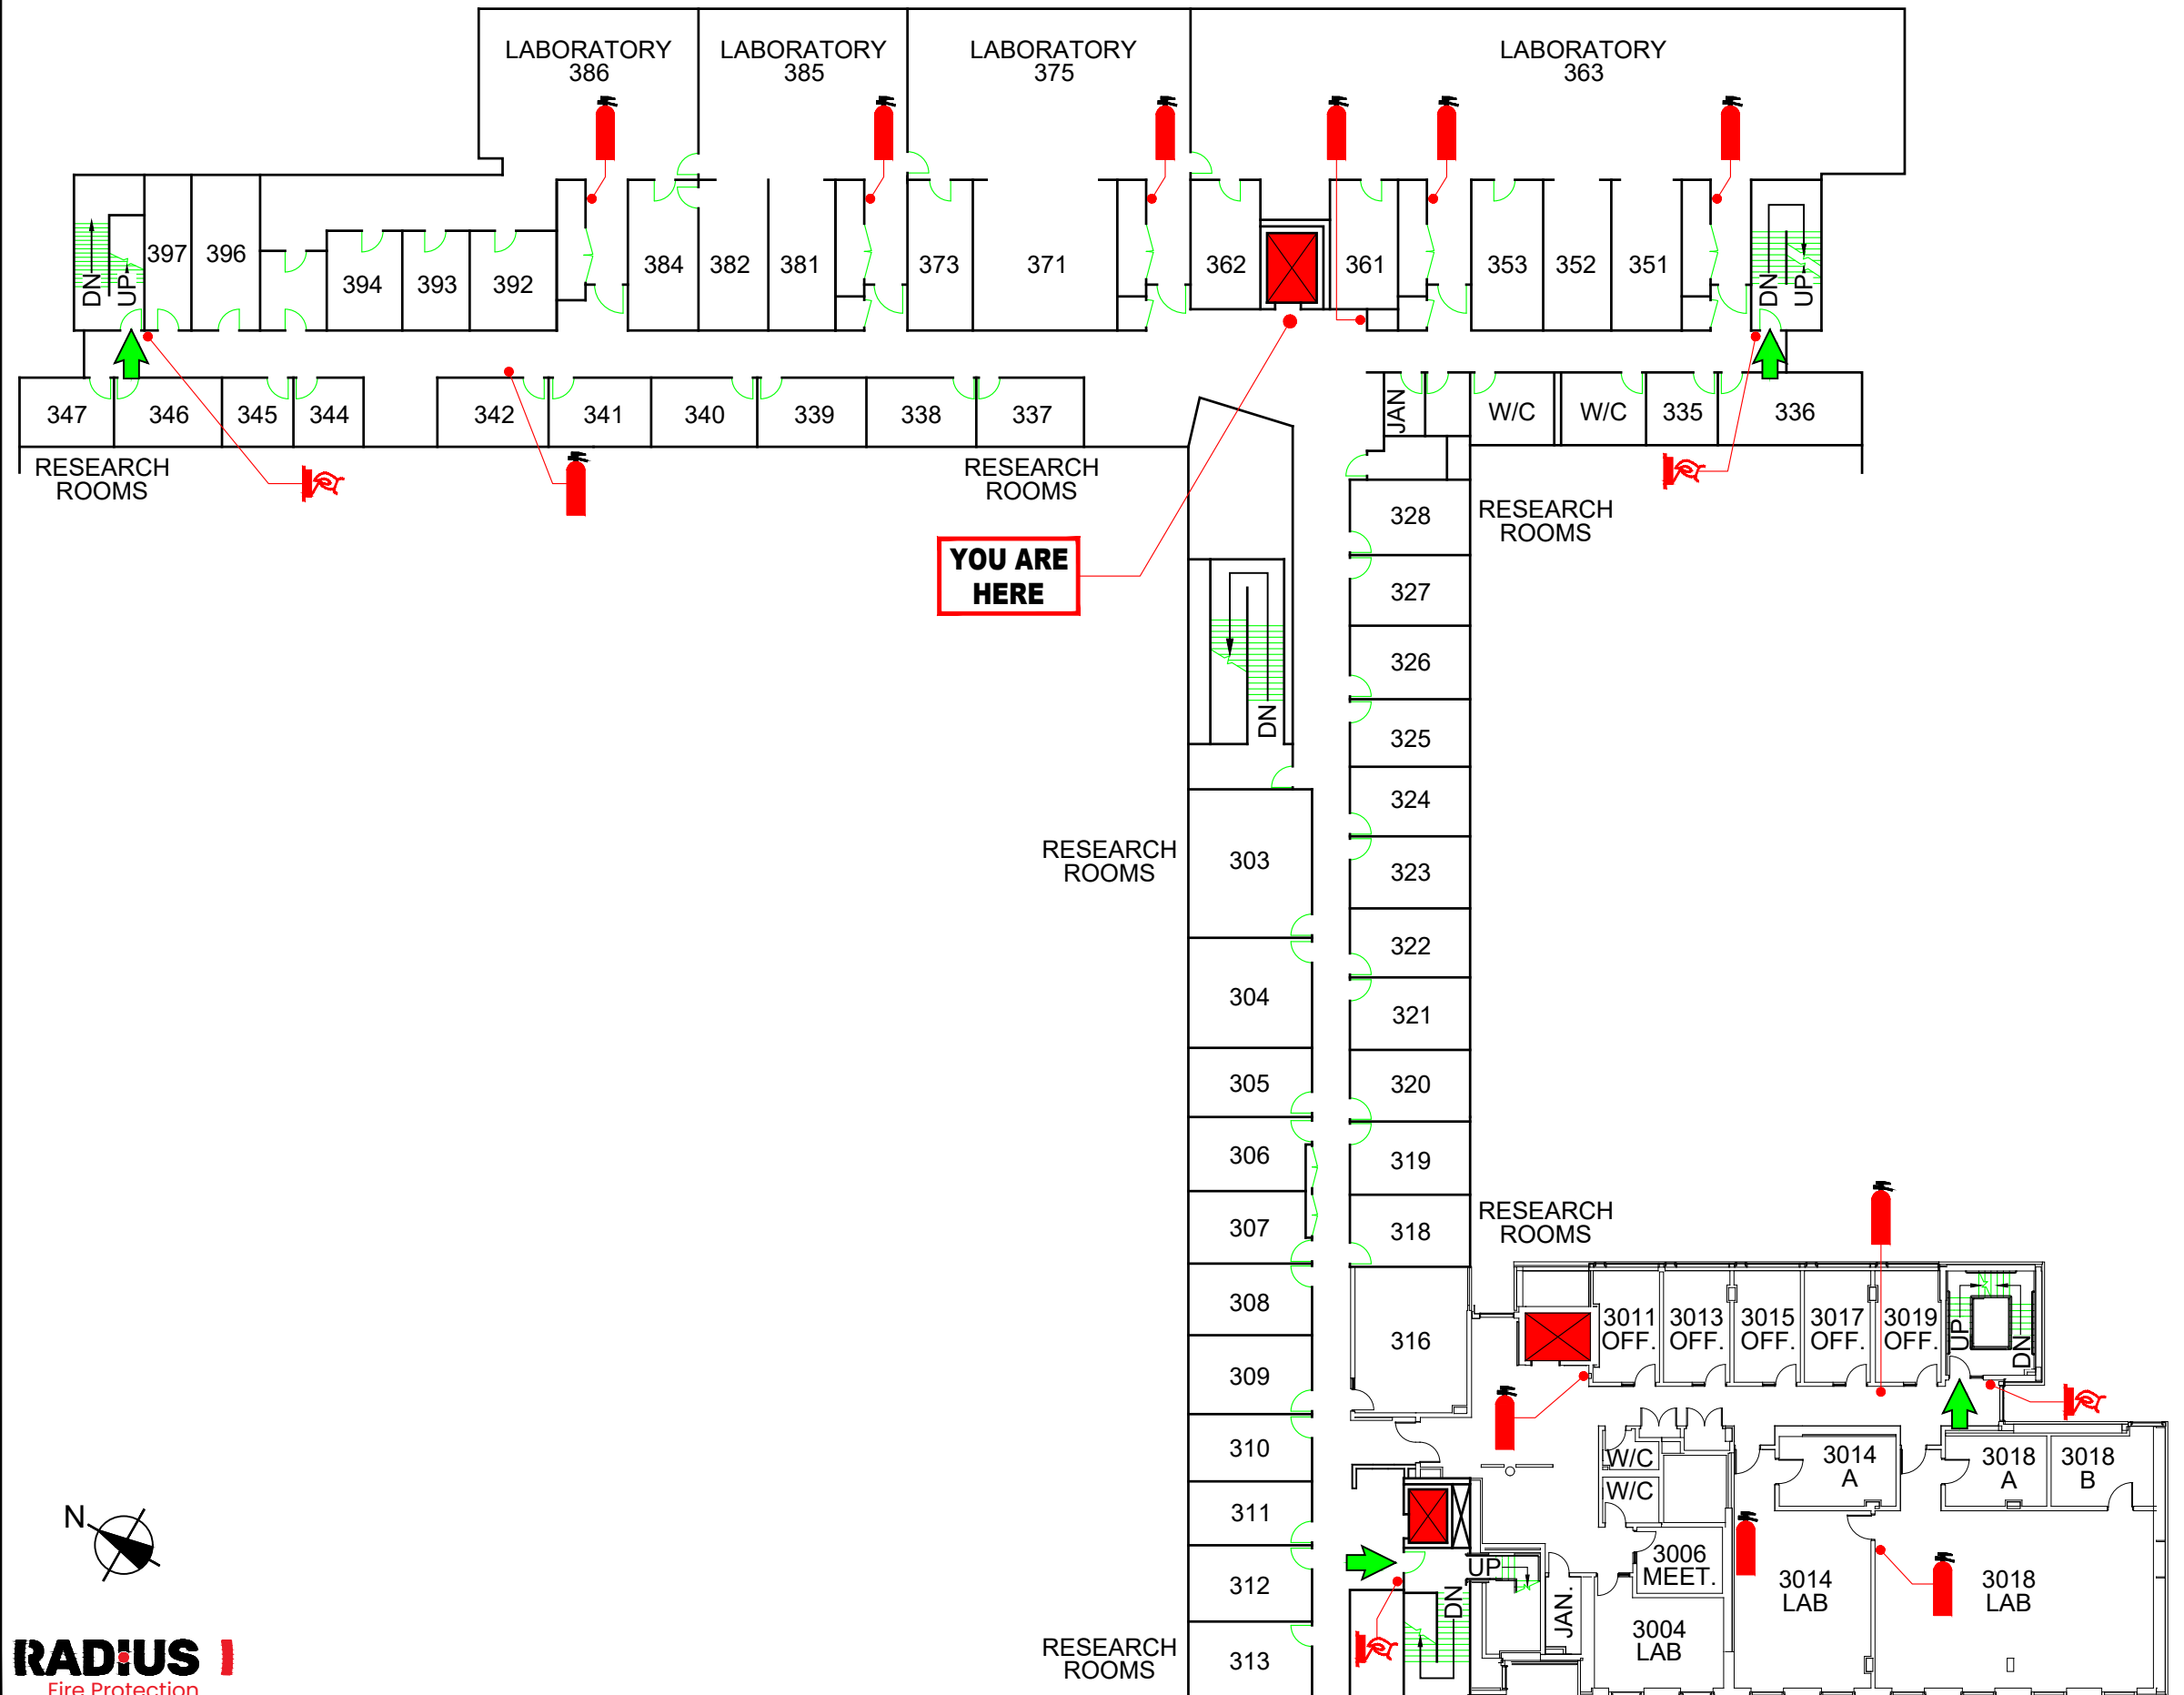 LABORATORY
386
LABORATORY
385
LABORATORY
375
LABORATORY
363
DN
UP
397
396
394
393
392
384
382
381
373
371
362
361
353
352
351
DN
UP
347
346
345
344
342
341
340
339
338
337
JAN
W/C
W/C
335
336
RESEARCH
ROOMS
RESEARCH
ROOMS
RESEARCH
ROOMS
YOU ARE
HERE
328
327
326
325
324
323
322
321
320
319
318
316
DN
RESEARCH
ROOMS
303
304
305
306
307
308
309
310
311
312
313
RESEARCH
ROOMS
RESEARCH
ROOMS
3011
OFF.
3013
OFF.
3015
OFF.
3017
OFF.
3019
OFF.
UP
DN
W/C
W/C
3014
A
3018
A
3018
B
3006
MEET.
3014
LAB
3018
LAB
3004
LAB
UP
DN
JAN.
N
RADIUS
Fire Protection